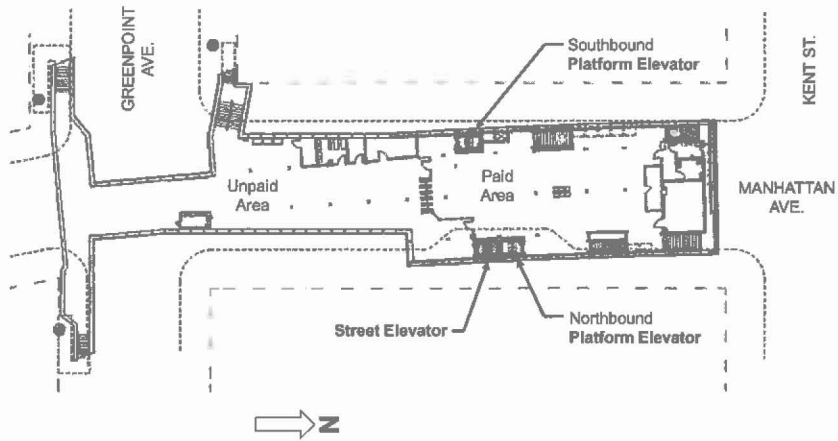 GREENPOINT
AVE.
Southbound
Platform Elevator
KENT ST.
Unpaid
Area
Paid
Area
MANHATTAN
AVE.
Street Elevator
Northbound
Platform Elevator
N